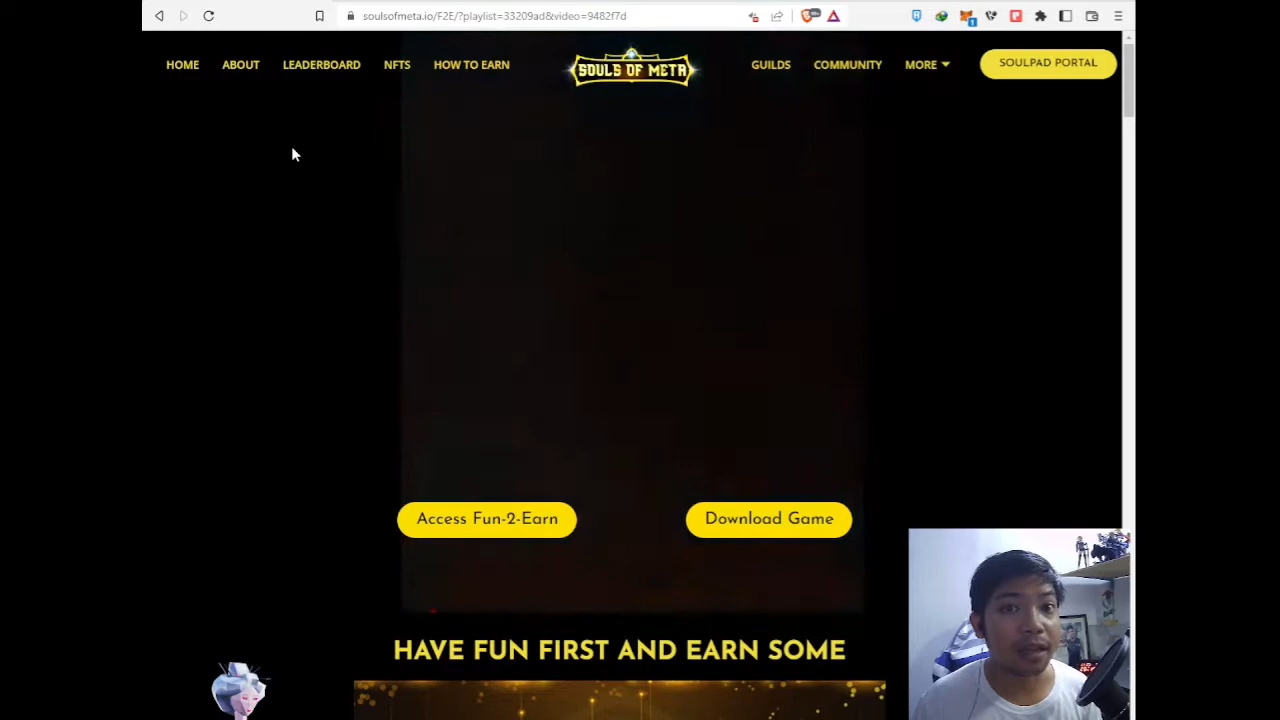 soulsofmeta.io/F2E/?playlist=33209ad&video=9482f7d
HOME ABOUT LEADERBOARD NFTS HOW TO EARN SOULS OF META GUILDS COMMUNITY MORE SOULPAD PORTAL
Access Fun-2-Earn Download Game
HAVE FUN FIRST AND EARN SOME